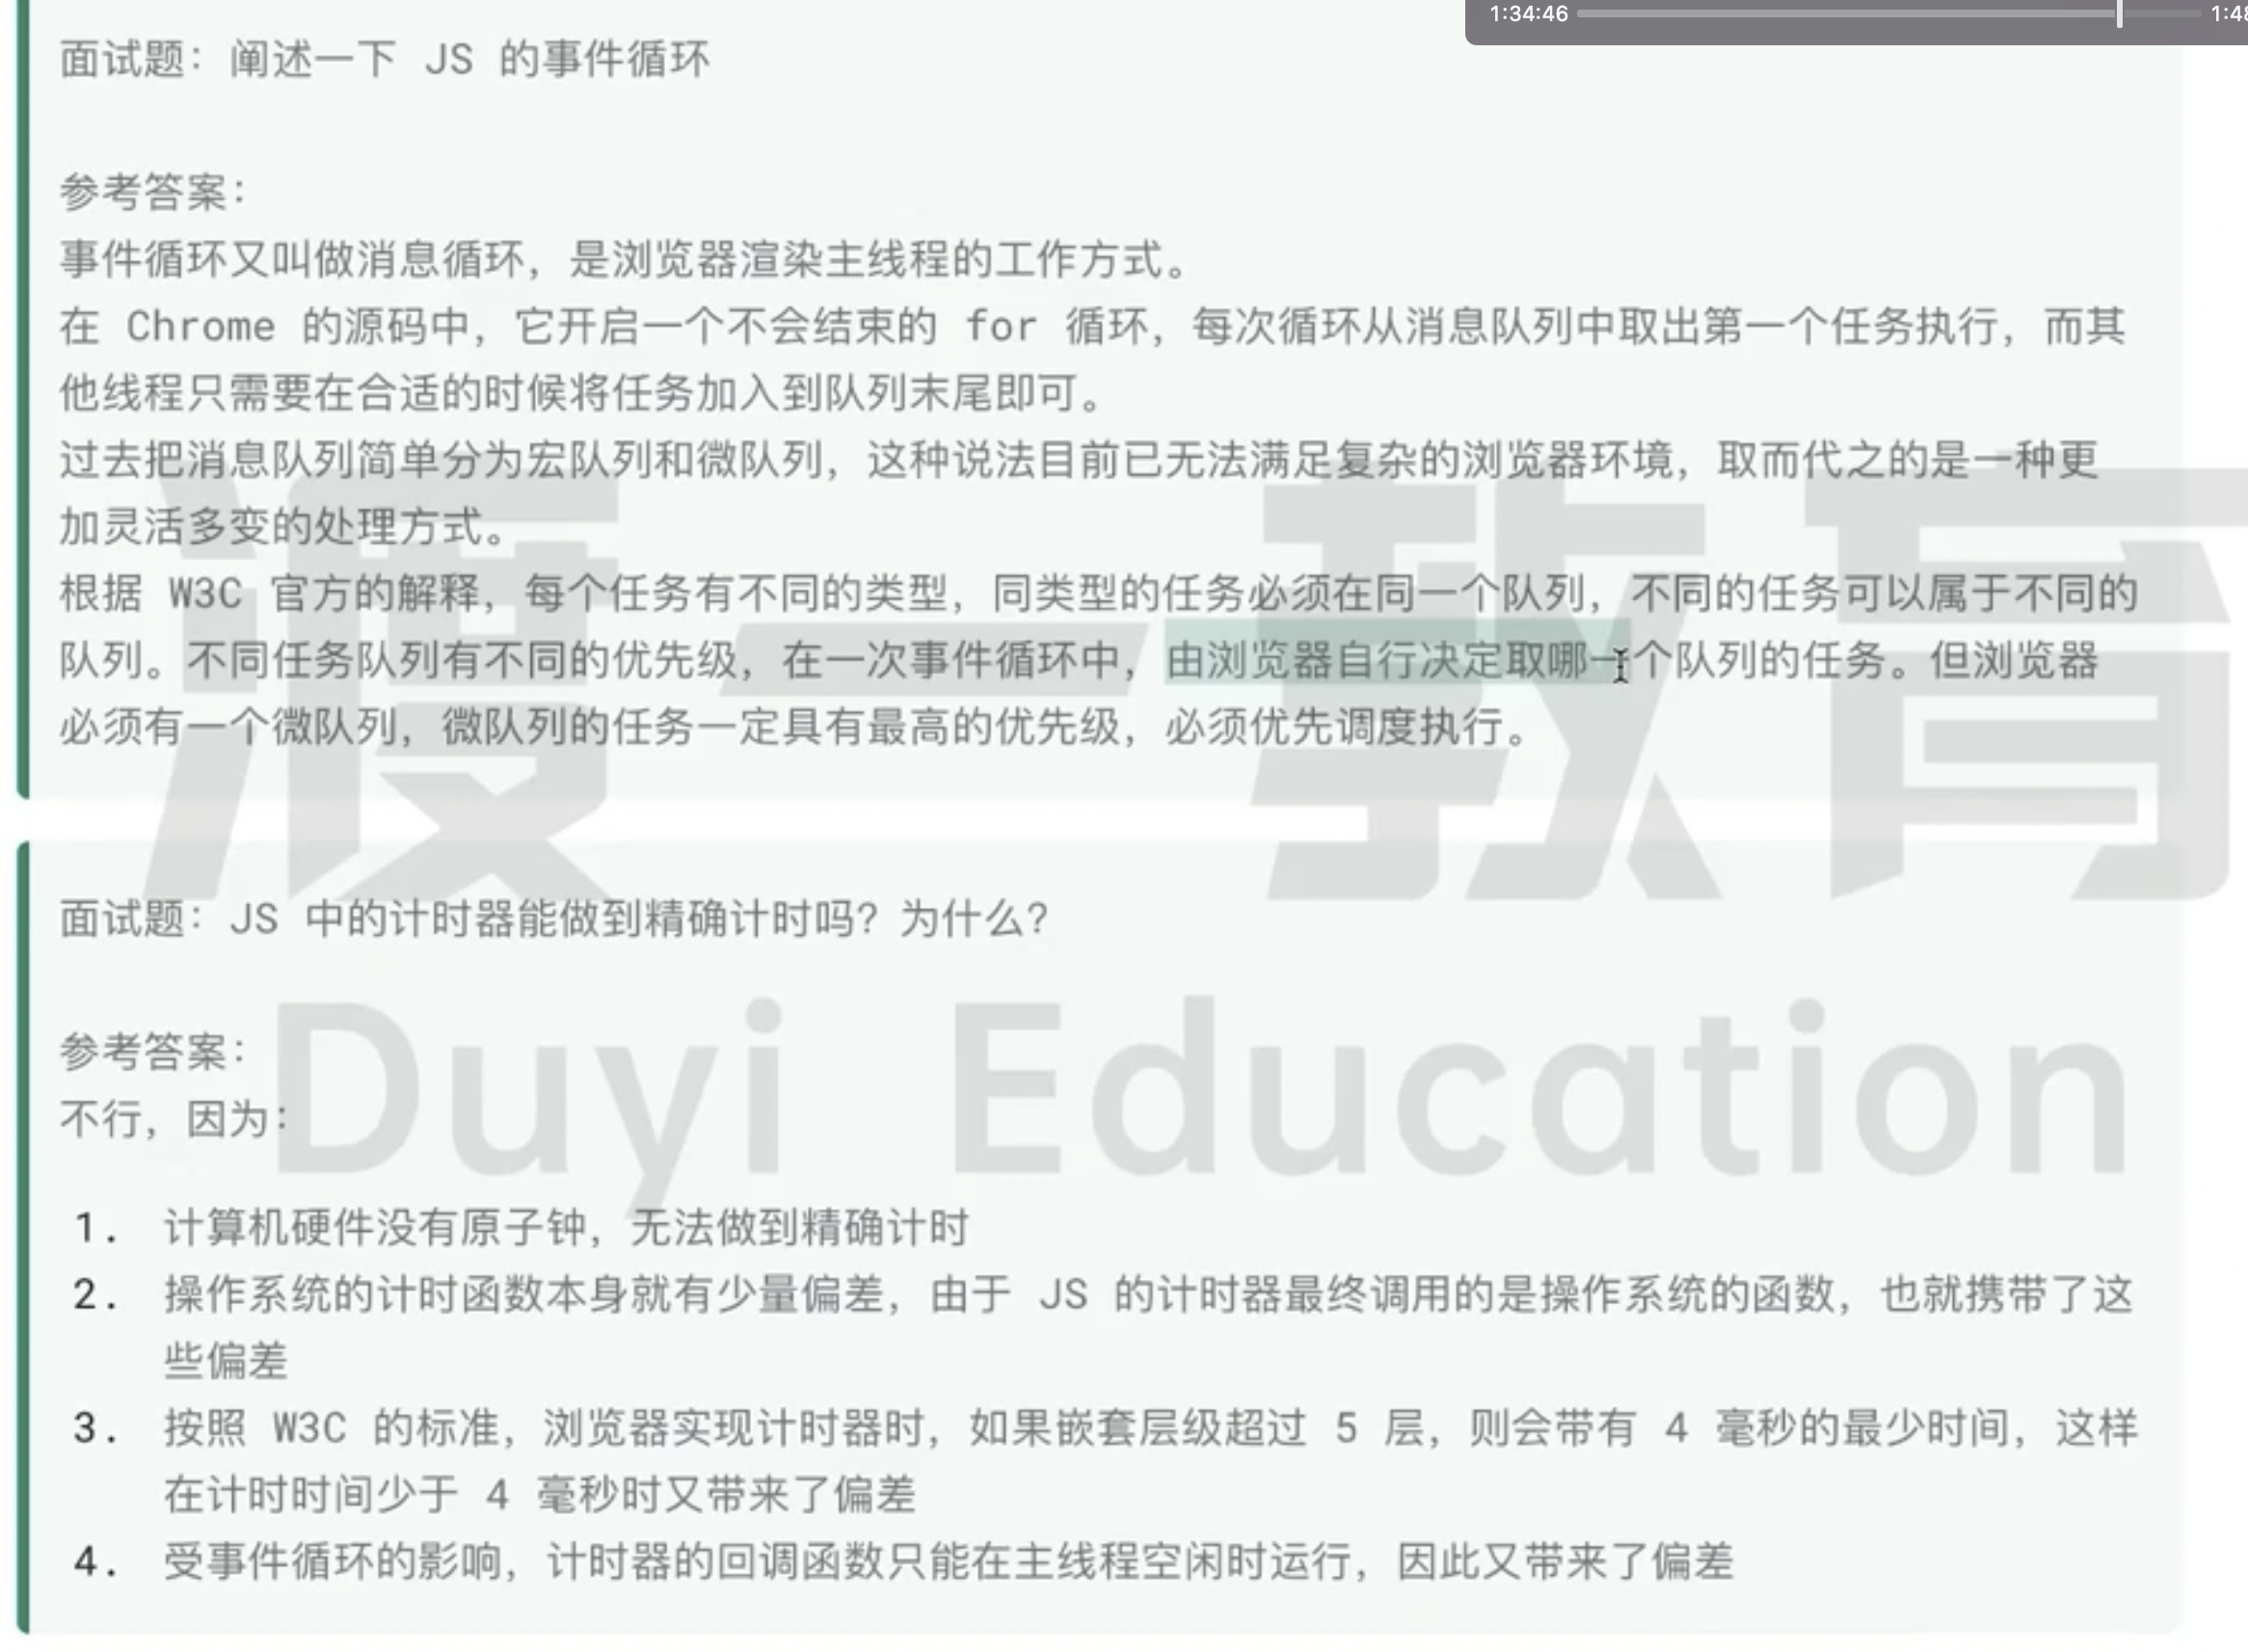 1:34:46
面试题：阐述一下 JS 的事件循环
参考答案：
事件循环又叫做消息循环，是浏览器渲染主线程的工作方式。
在 Chrome 的源码中，它开启一个不会结束的 for 循环，每次循环从消息队列中取出第一个任务执行，而其
他线程只需要在合适的时候将任务加入到队列末尾即可。
过去把消息队列简单分为宏队列和微队列，这种说法目前已无法满足复杂的浏览器环境，取而代之的是一种更
加灵活多变的处理方式。
根据 W3C 官方的解释，每个任务有不同的类型，同类型的任务必须在同一个队列，不同的任务可以属于不同的
队列。不同任务队列有不同的优先级，在一次事件循环中，由浏览器自行决定取哪一个队列的任务。但浏览器
必须有一个微队列，微队列的任务一定具有最高的优先级，必须优先调度执行。
渡一教育
面试题：JS 中的计时器能做到精确计时吗？为什么？
Duyi Education
参考答案：
不行，因为：
1. 计算机硬件没有原子钟，无法做到精确计时
2. 操作系统的计时函数本身就有少量偏差，由于 JS 的计时器最终调用的是操作系统的函数，也就携带了这
些偏差
3. 按照 W3C 的标准，浏览器实现计时器时，如果嵌套层级超过 5 层，则会带有 4 毫秒的最少时间，这样
在计时时间少于 4 毫秒时又带来了偏差
4. 受事件循环的影响，计时器的回调函数只能在主线程空闲时运行，因此又带来了偏差